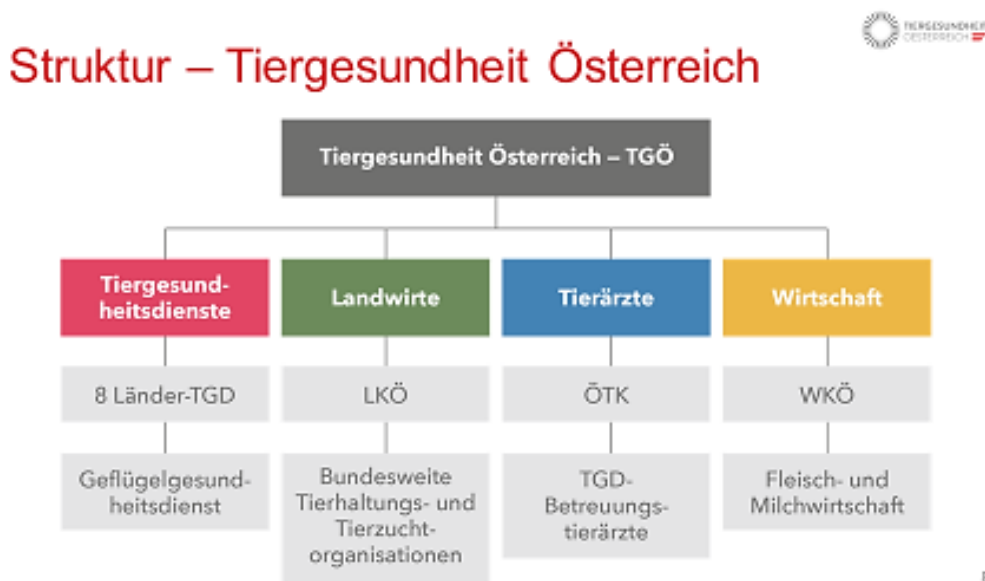 TIERGESUNDHEIT
OESTERREICH
Struktur – Tiergesundheit Österreich
Tiergesundheit Österreich – TGÖ
Tiergesund-
heitsdienste
Landwirte
Tierärzte
Wirtschaft
8 Länder-TGD
LKÖ
ÖTK
WKÖ
Geflügelgesund-
heitsdienst
Bundesweite
Tierhaltungs- und
Tierzucht-
organisationen
TGD-
Betreuungs-
tierärzte
Fleisch- und
Milchwirtschaft